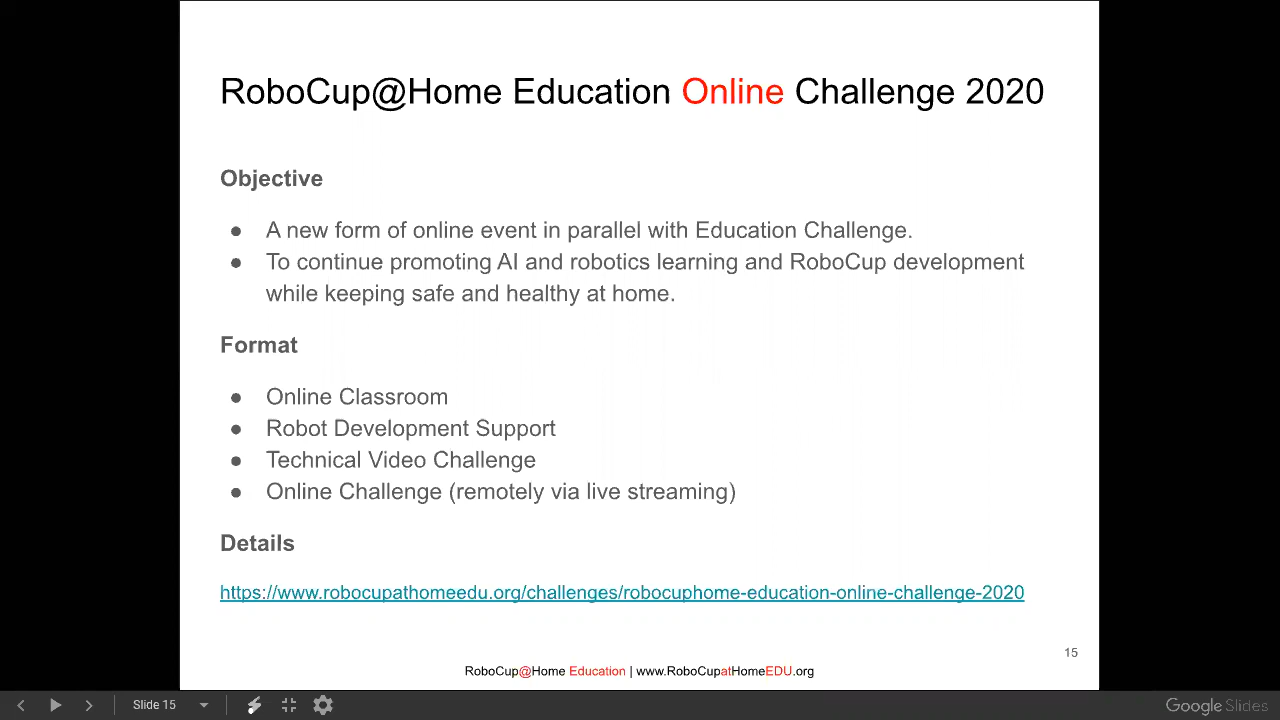 RoboCup@Home Education Online Challenge 2020
Objective
● A new form of online event in parallel with Education Challenge.
● To continue promoting AI and robotics learning and RoboCup development
while keeping safe and healthy at home.
Format
● Online Classroom
● Robot Development Support
● Technical Video Challenge
● Online Challenge (remotely via live streaming)
Details
https://www.robocupathomeedu.org/challenges/robocuphome-education-online-challenge-2020
15
RoboCup@Home Education | www.RoboCupatHomeEDU.org
Slide 15
Google Slides